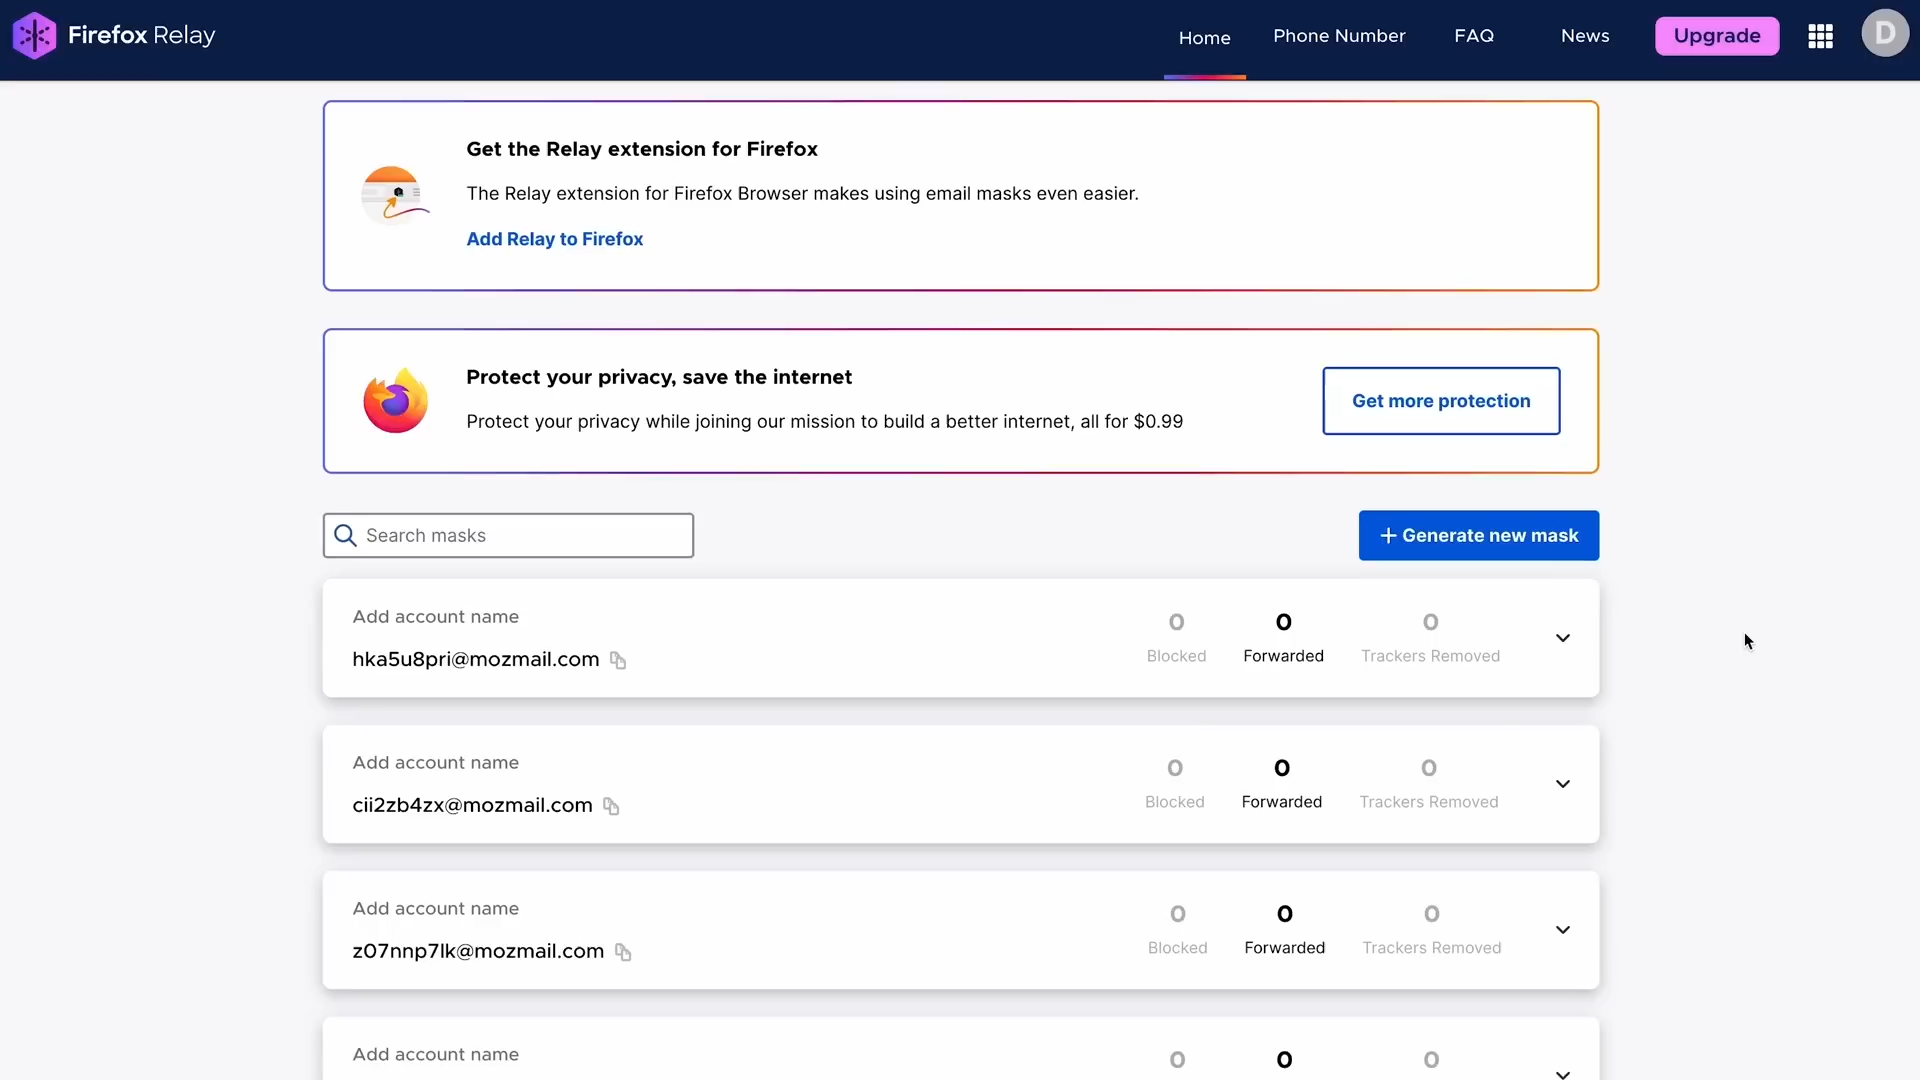 Firefox Relay
Home
Phone Number
FAQ
News
Upgrade
D
Get the Relay extension for Firefox
The Relay extension for Firefox Browser makes using email masks even easier.
Add Relay to Firefox
Protect your privacy, save the internet
Protect your privacy while joining our mission to build a better internet, all for $0.99
Get more protection
Search masks
+ Generate new mask
Add account name
hka5u8pri@mozmail.com
0
Blocked
0
Forwarded
0
Trackers Removed
Add account name
cii2zb4zx@mozmail.com
0
Blocked
0
Forwarded
0
Trackers Removed
Add account name
z07nnp7lk@mozmail.com
0
Blocked
0
Forwarded
0
Trackers Removed
Add account name
0
0
0